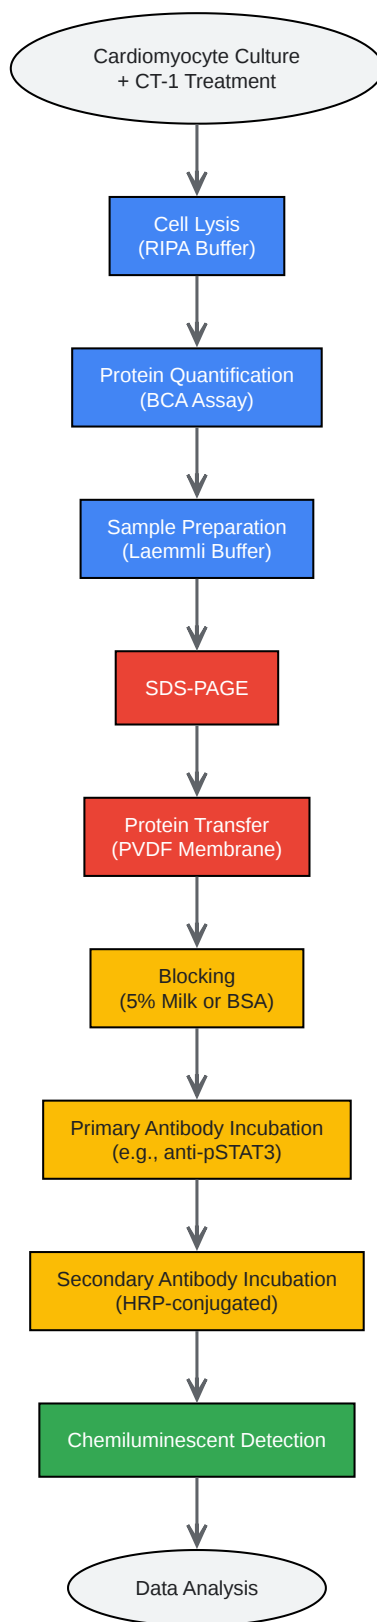 Cardiomyocyte Culture
+ CT-1 Treatment
Cell Lysis
(RIPA Buffer)
Protein Quantification
(BCA Assay)
Sample Preparation
(Laemmli Buffer)
SDS-PAGE
Protein Transfer
(PVDF Membrane)
Blocking
(5% Milk or BSA)
Primary Antibody Incubation
(e.g., anti-pSTAT3)
Secondary Antibody Incubation
(HRP-conjugated)
Chemiluminescent Detection
Data Analysis